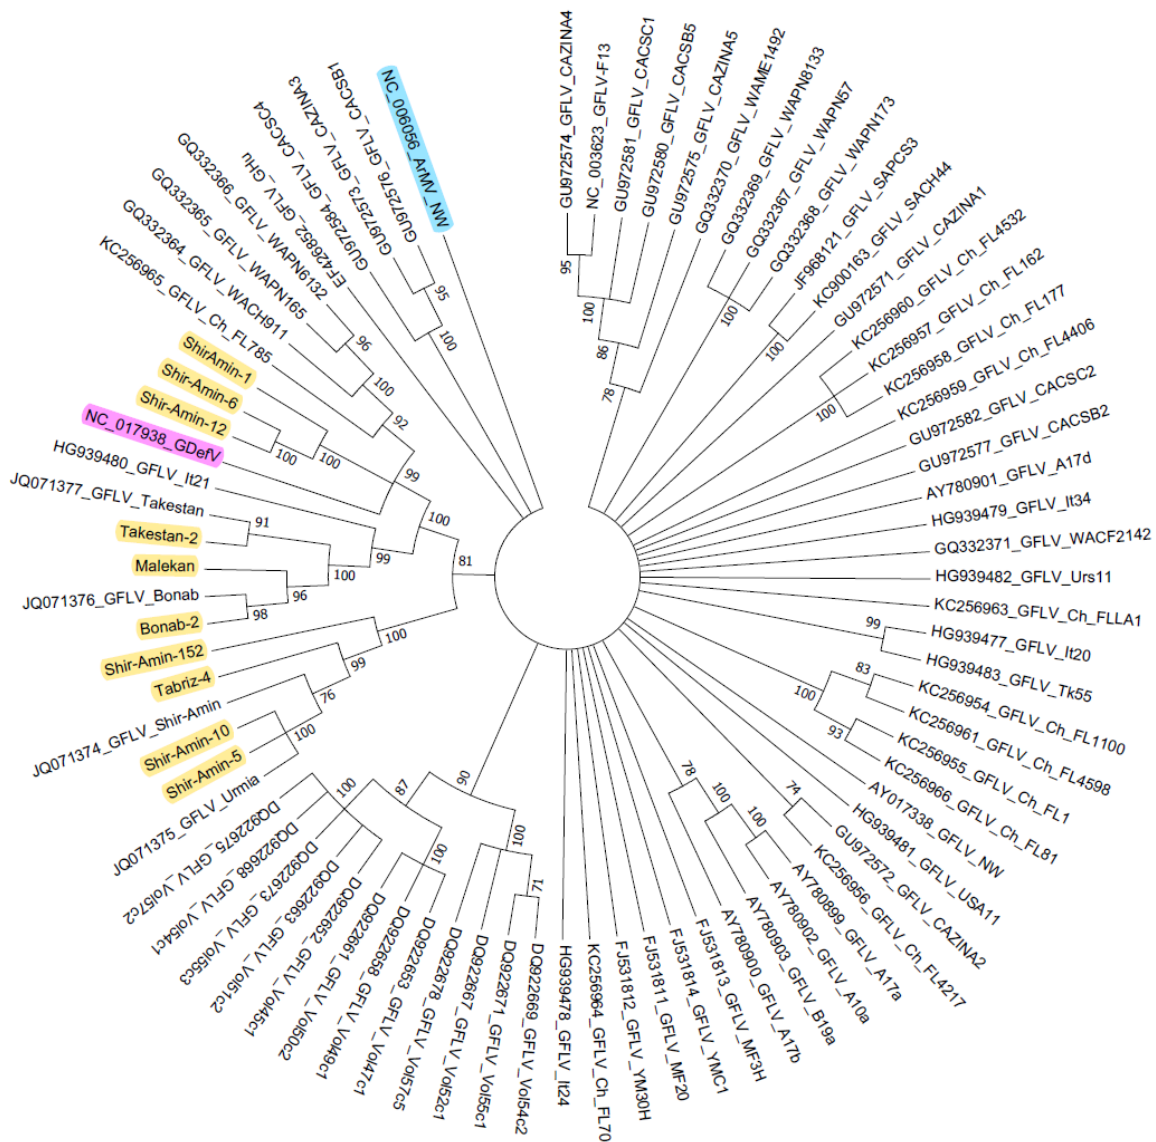 GU972574_GFLV_CAZINA4
NC_003623_GFLV-F13
GU972581_GFLV_CACSC1
GU972580_GFLV_CACSB5
GU972575_GFLV_CAZINA5
GQ332370_GFLV_WAME1492
GQ332369_GFLV_WAPN8133
GQ332367_GFLV_WAPN57
GQ332368_GFLV_WAPN173
JF968121_GFLV_SAPCS3
KC900163_GFLV_SACH44
GU972571_GFLV_CAZINA1
KC256960_GFLV_Ch_FL4532
KC256957_GFLV_Ch_FL162
KC256958_GFLV_Ch_FL177
KC256959_GFLV_Ch_FL4406
GU972582_GFLV_CACSC2
GU972577_GFLV_CACSB2
AY780901_GFLV_A17d
HG939479_GFLV_It34
GQ332371_GFLV_WACF2142
HG939482_GFLV_Urs11
KC256963_GFLV_Ch_FLLA1
HG939477_GFLV_It20
HG939483_GFLV_Tk55
KC256954_GFLV_Ch_FL1100
KC256961_GFLV_Ch_FL4598
KC256955_GFLV_Ch_FL1
KC256966_GFLV_Ch_FL81
AY017338_GFLV_NW
HG939481_GFLV_USA11
GU972572_GFLV_CAZINA2
KC256956_GFLV_Ch_FL4217
AY780899_GFLV_A17a
AY780902_GFLV_A10a
AY780903_GFLV_B19a
AY780900_GFLV_A17b
FJ531813_GFLV_MF3H
FJ531814_GFLV_YMC1
FJ531811_GFLV_MF20
FJ531812_GFLV_YM30H
KC256964_GFLV_Ch_FL70
HG939478_GFLV_It24
DQ922669_GFLV_Vol54c2
DQ922671_GFLV_Vol55c1
DQ922667_GFLV_Vol52c1
DQ922678_GFLV_Vol57c5
DQ922653_GFLV_Vol47c1
DQ922658_GFLV_Vol49c1
DQ922661_GFLV_Vol50c2
DQ922652_GFLV_Vol45c1
DQ922663_GFLV_Vol51c2
DQ922673_GFLV_Vol55c3
DQ922668_GFLV_Vol54c1
DQ922675_GFLV_Vol57c2
JQ071375_GFLV_Urmia
Shir-Amin-5
Shir-Amin-10
JQ071374_GFLV_Shir-Amin
Tabriz-4
Shir-Amin-152
Bonab-2
JQ071376_GFLV_Bonab
Malekan
Takestan-2
JQ071377_GFLV_Takestan
HG939480_GFLV_It21
NC_017938_GDefV
Shir-Amin-12
Shir-Amin-6
ShirAmin-1
KC256965_GFLV_Ch_FL785
GQ332364_GFLV_WACH911
GQ332365_GFLV_WAPN165
GQ332366_GFLV_WAPN6132
EF426852_GFLV_GHu
GU972584_GFLV_CACSC4
GU972573_GFLV_CAZINA3
GU972576_GFLV_CACSB1
NC_006056_ArMV_NW
95
100
86
78
100
100
100
99
83
100
93
74
100
100
78
71
100
90
100
87
100
100
76
99
100
98
96
100
91
99
81
100
100
100
99
92
100
96
100
95